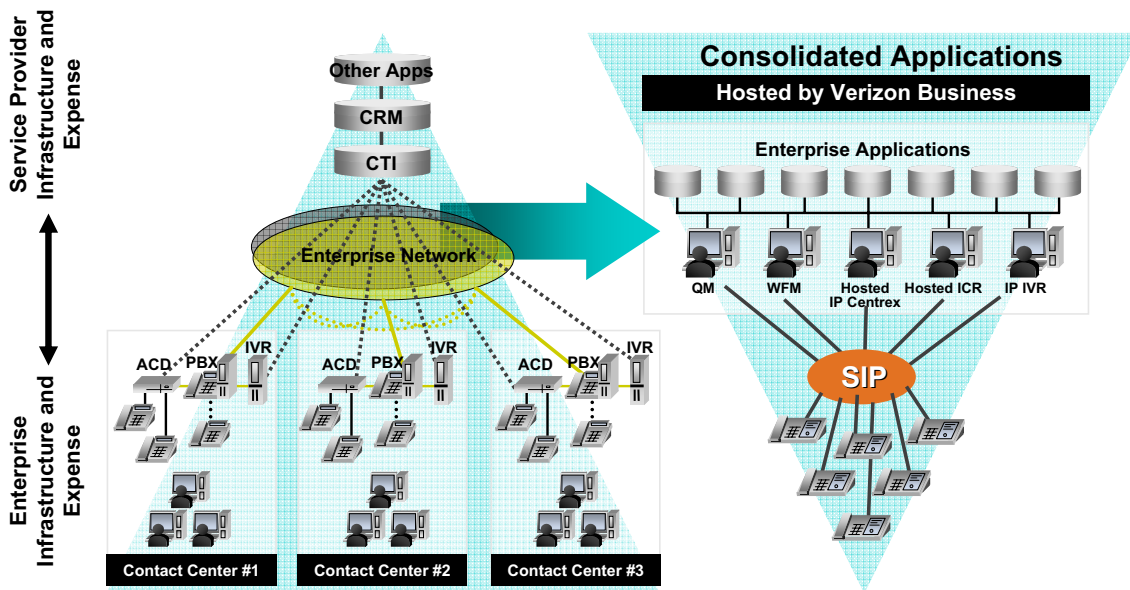 Service Provider
Infrastructure and
Expense
Enterprise
Infrastructure and
Expense
Other Apps
CRM
CTI
Enterprise Network
ACD
PBX
IVR
ACD
PBX
IVR
ACD
PBX
IVR
Contact Center #1
Contact Center #2
Contact Center #3
Consolidated Applications
Hosted by Verizon Business
Enterprise Applications
QM
WFM
Hosted
IP Centrex
Hosted ICR
IP IVR
SIP